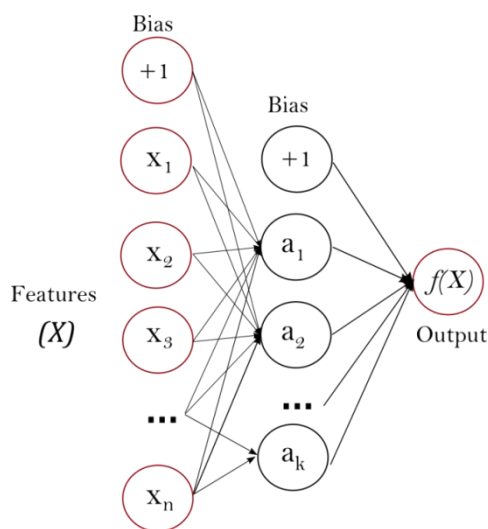 Bias
+1
x1
x2
x3
...
xn
Features
(X)
Bias
+1
a1
a2
...
ak
f(X)
Output